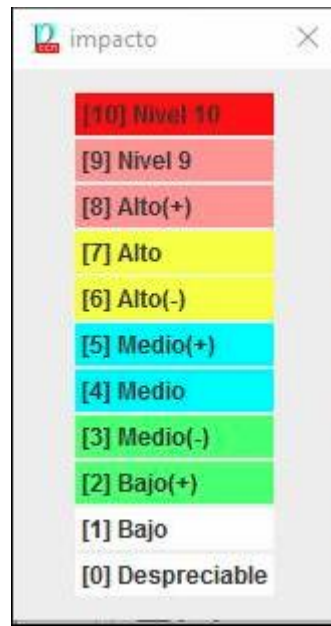 impacto
[10] Nivel 10
[9] Nivel 9
[8] Alto(+)
[7] Alto
[6] Alto(-)
[5] Medio(+)
[4] Medio
[3] Medio(-)
[2] Bajo(+)
[1] Bajo
[0] Despreciable